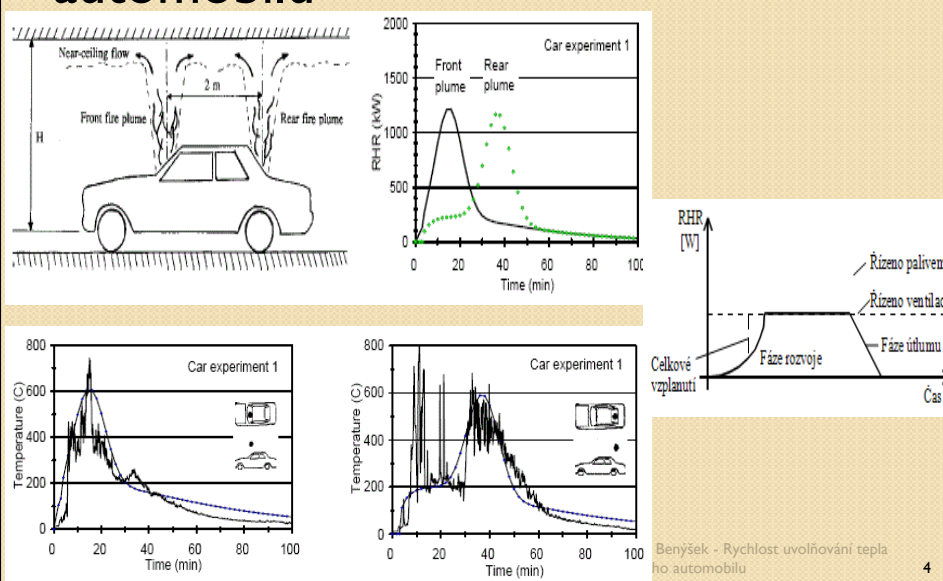 automobilu
Near-ceiling flow
2 m
Front fire plume
Rear fire plume
H
2000
1500
1000
500
0
RHR (kW)
Car experiment 1
Front plume
Rear plume
0 20 40 60 80
Time (min)
RHR
[W]
Řízeno palivem
Řízeno
Fáze útlumu
Celkové
vzplanutí
Fáze rozvoje
Čas
800
600
400
200
0
Temperature (C)
Car experiment 1
0 20 40 60 80 100
Time (min)
800
600
400
200
0
Temperature (C)
Car experiment 1
0 20 40 60 80 100
Time (min)
Benýšek - Rychlost uvolňování tepla
ho automobilu
4